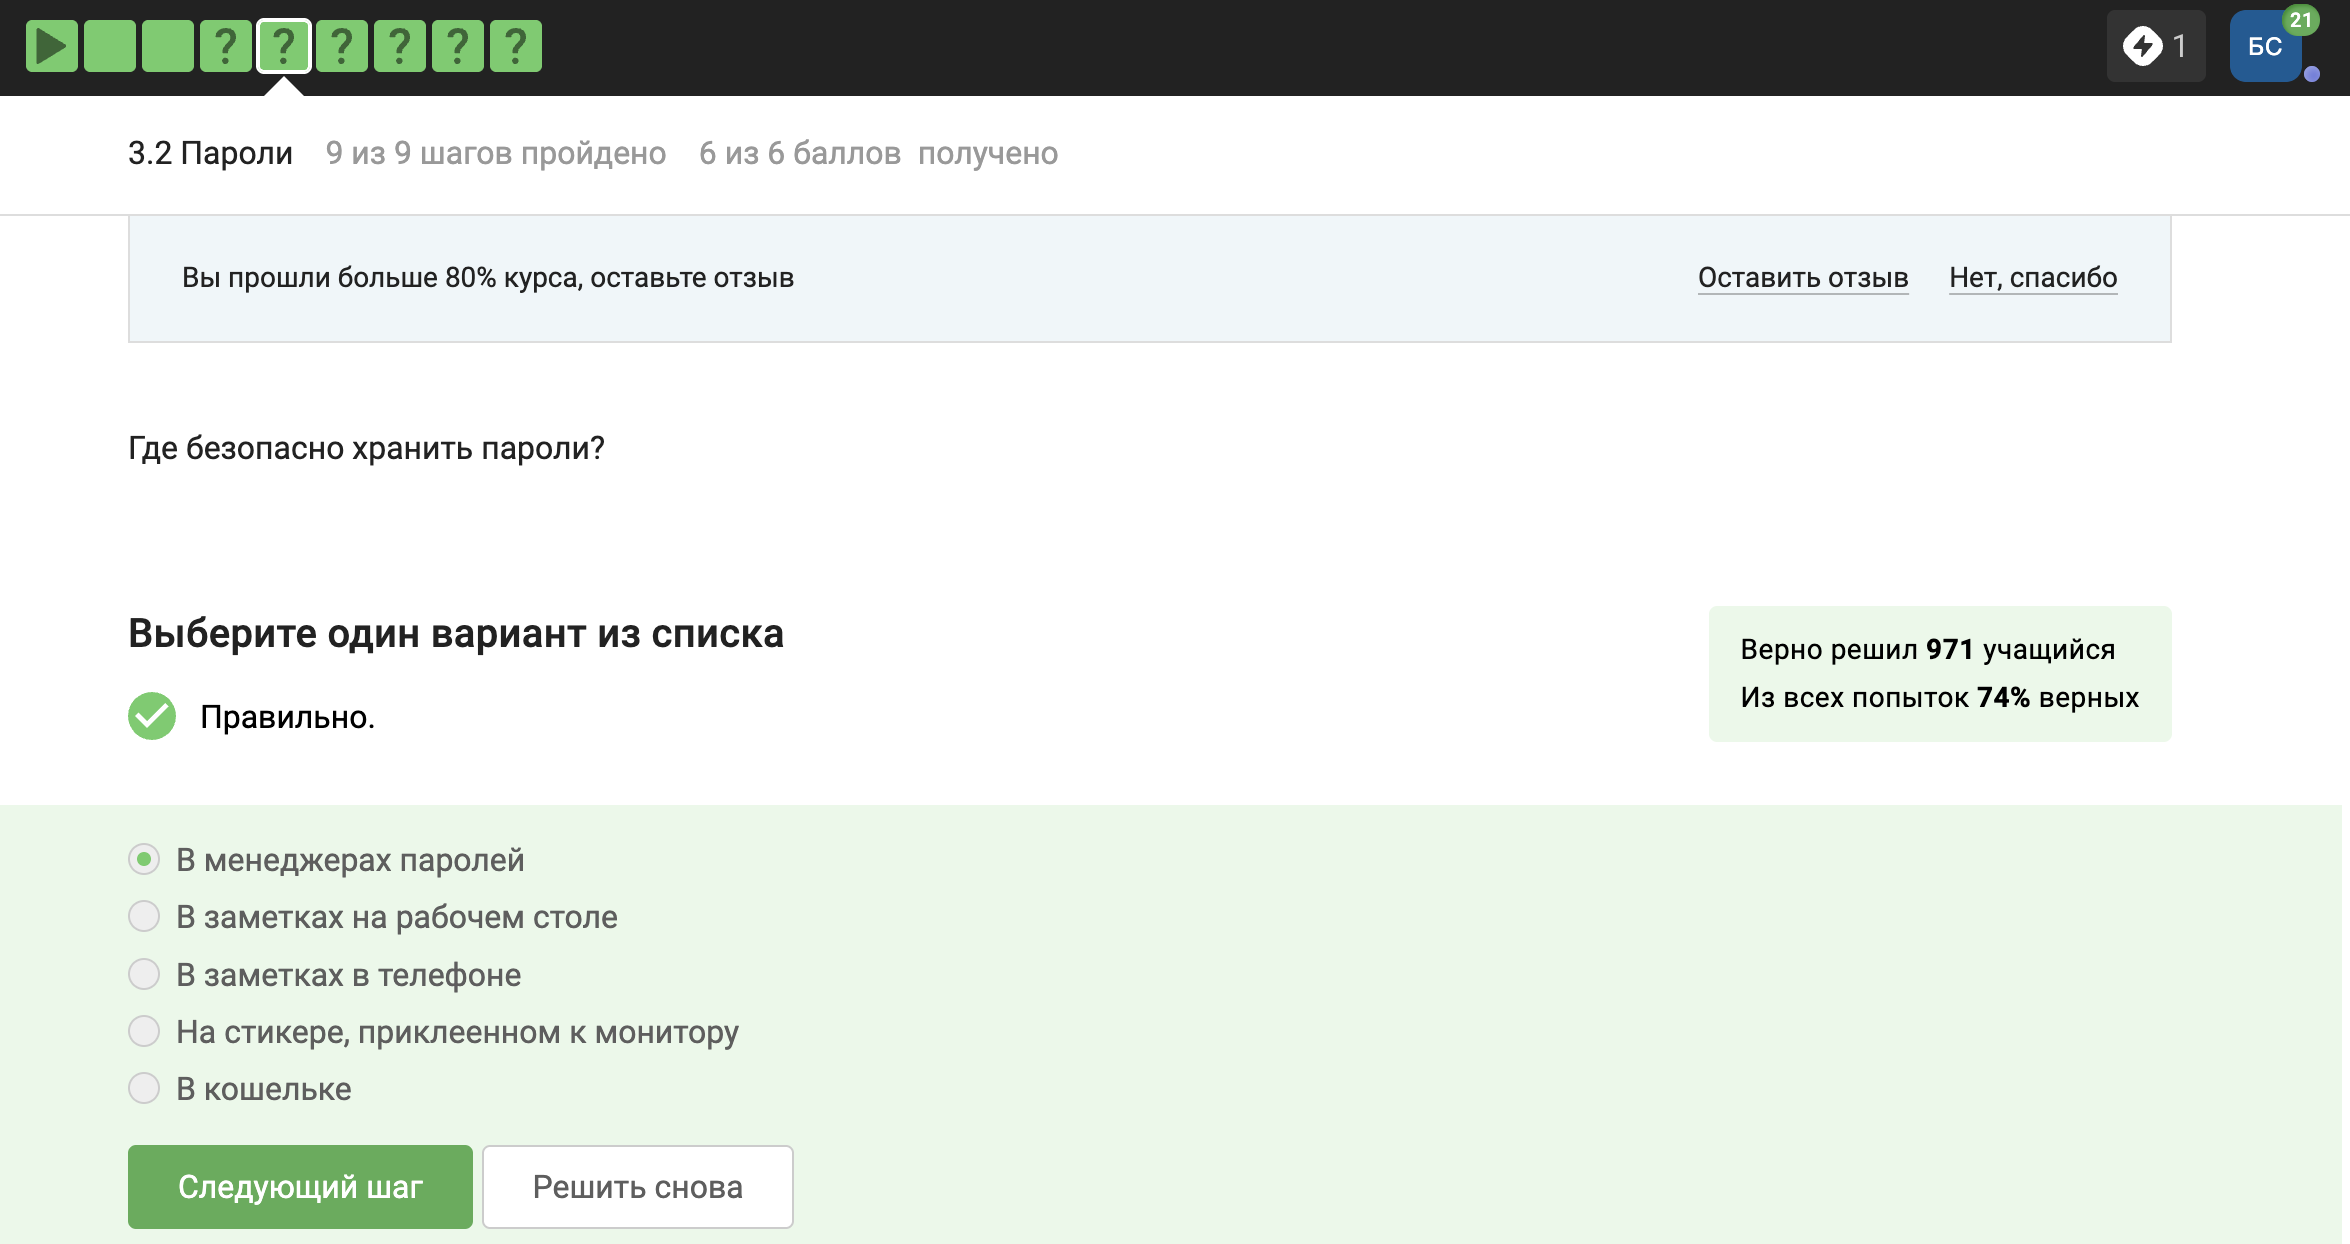 ? ? ? ? ? ?
1
БС
21
3.2 Пароли 9 из 9 шагов пройдено 6 из 6 баллов получено
Вы прошли больше 80% курса, оставьте отзыв
Оставить отзыв Нет, спасибо
Где безопасно хранить пароли?
Выберите один вариант из списка
Правильно.
Верно решил 971 учащийся
Из всех попыток 74% верных
В менеджерах паролей
В заметках на рабочем столе
В заметках в телефоне
На стикере, приклеенном к монитору
В кошельке
Следующий шаг Решить снова